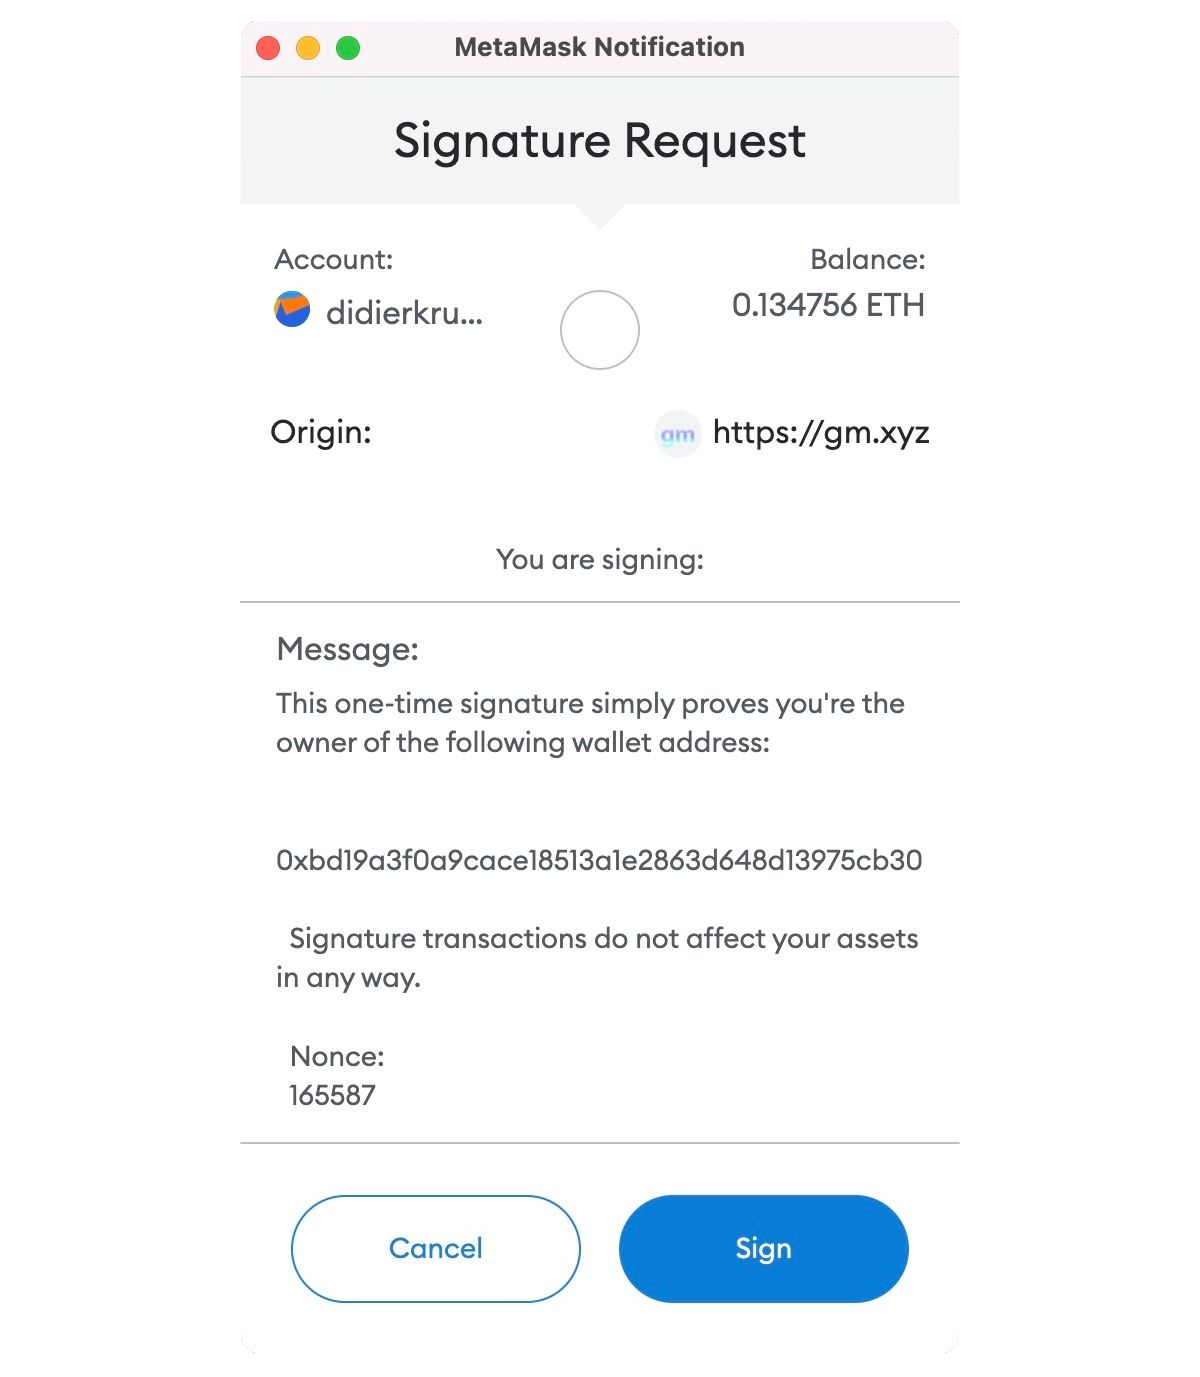 MetaMask Notification
Signature Request
Account:
Balance:
didierkru...
0.134756 ETH
Origin:
gm https://gm.xyz
You are signing:
Message:
This one-time signature simply proves you're the
owner of the following wallet address:
0xbd19a3f0a9cace18513a1e2863d648d13975cb30
Signature transactions do not affect your assets
in any way.
Nonce:
165587
Cancel
Sign